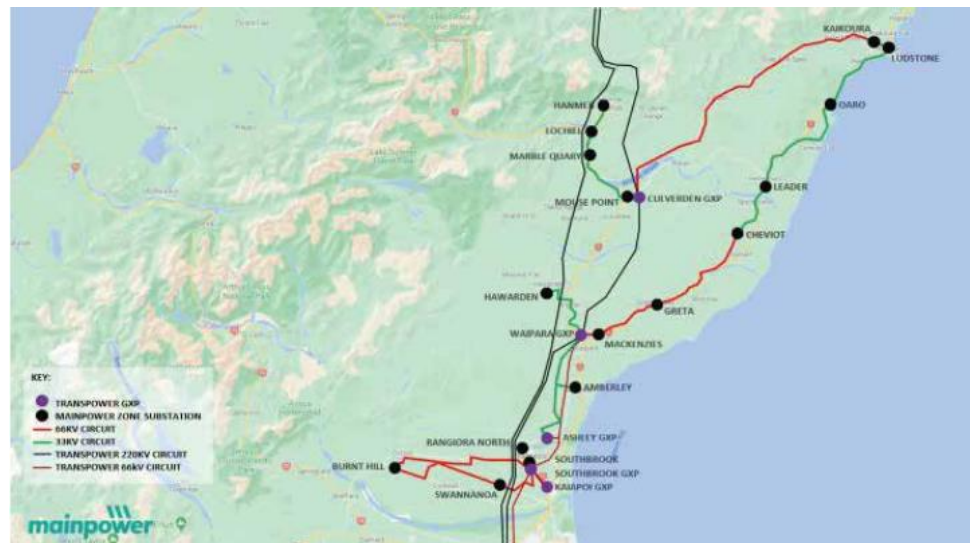 KAIKOURA
LUDSTONE
OARO
HANMER
LOCHIEL
MARBLE QUARY
MOUSE POINT
CULVERDEN GXP
LEADER
CHEVIOT
HAWARDEN
GRETA
WAIPARA GXP
MACKENZIES
AMBERLEY
KEY:
TRANSPOWER GXP
MAINPOWER ZONE SUBSTATION
66KV CIRCUIT
33KV CIRCUIT
TRANSPOWER 220KV CIRCUIT
TRANSPOWER 66kV CIRCUIT
ASHLEY GXP
RANGIORA NORTH
SOUTHBROOK
SOUTHBROOK GXP
BURNT HILL
SWANNANOA
KAIAPOI GXP
mainpower